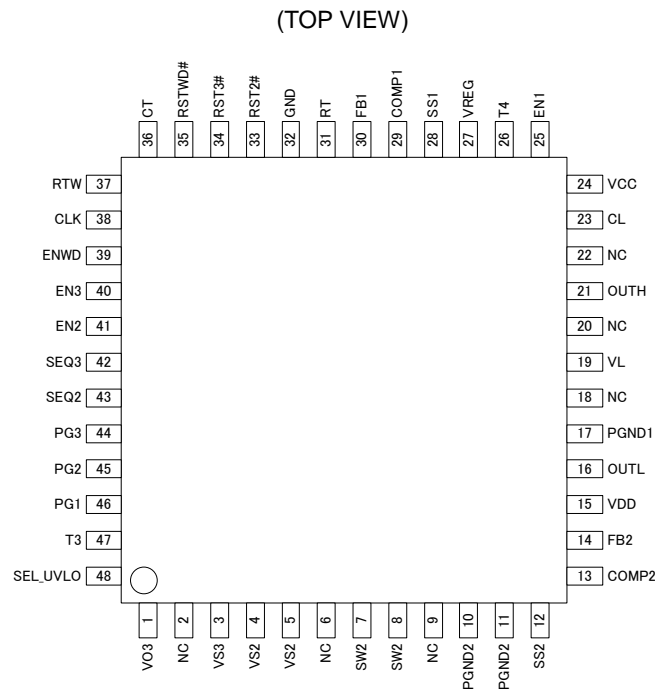 (TOP VIEW)
CT RSTWD# RST3# RST2# GND RT FB1 COMP1 SS1 VREG T4 EN1
36 35 34 33 32 31 30 29 28 27 26 25
RTW 37 24 VCC
CLK 38 23 CL
ENWD 39 22 NC
EN3 40 21 OUTH
EN2 41 20 NC
SEQ3 42 19 VL
SEQ2 43 18 NC
PG3 44 17 PGND1
PG2 45 16 OUTL
PG1 46 15 VDD
T3 47 14 FB2
SEL_UVLO 48 13 COMP2
1 2 3 4 5 6 7 8 9 10 11 12
VO3 NC VS3 VS2 VS2 NC SW2 SW2 NC PGND2 PGND2 SS2